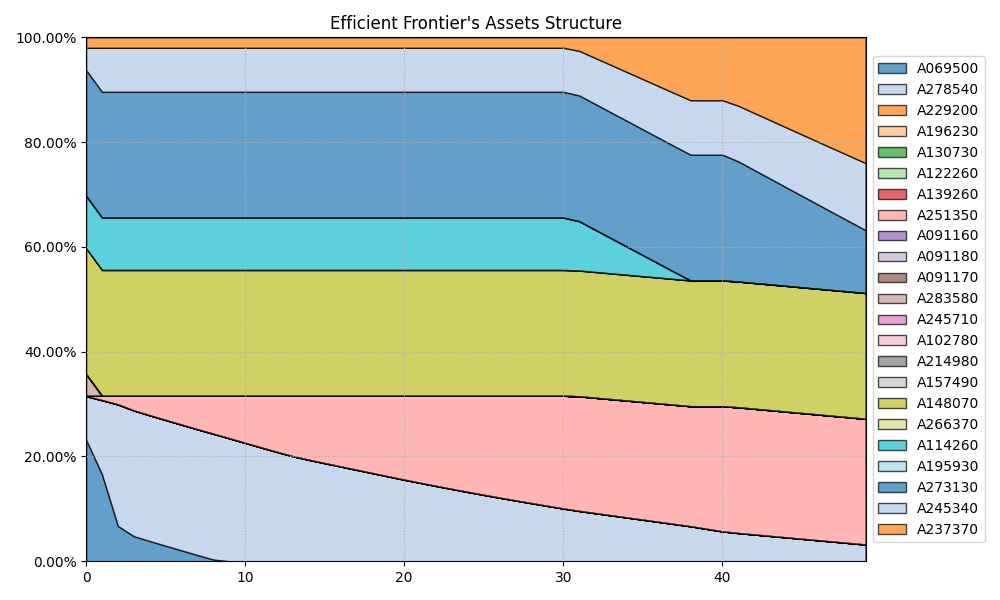 Efficient Frontier's Assets Structure
100.00%
80.00%
60.00%
40.00%
20.00%
0.00%
0
10
20
30
40
A069500
A278540
A229200
A196230
A130730
A122260
A139260
A251350
A091160
A091180
A091170
A283580
A245710
A102780
A214980
A157490
A148070
A266370
A114260
A195930
A273130
A245340
A237370